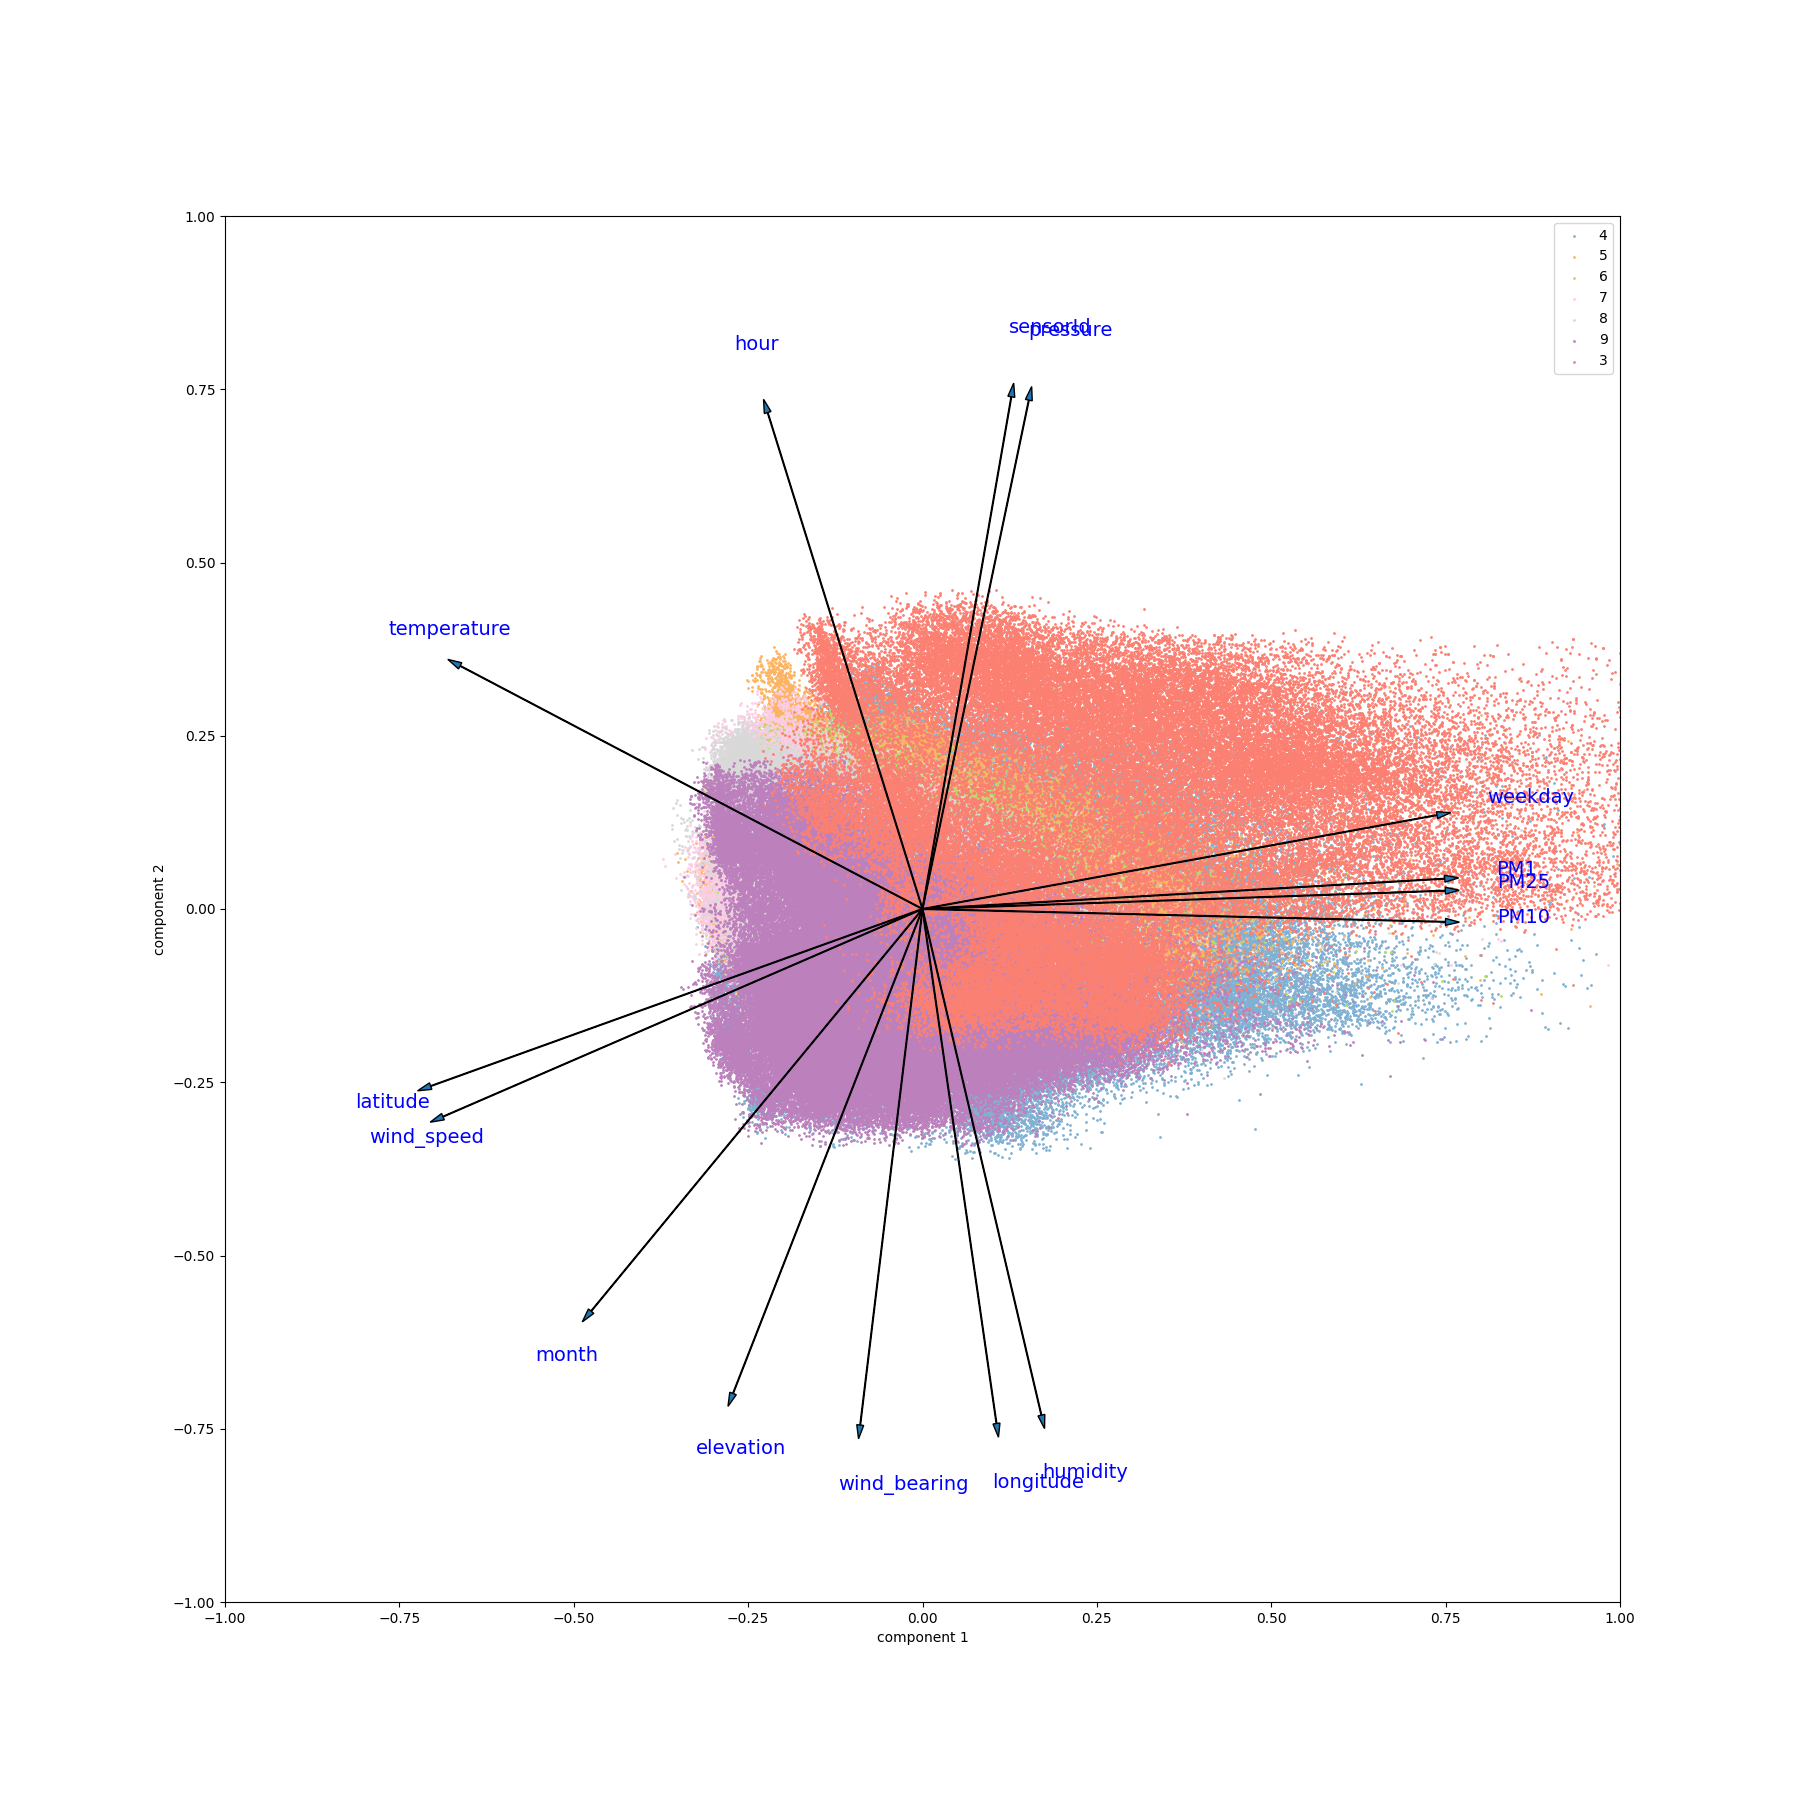 1.00
4
5
6
7
8
9
3
sensorId
pressure
hour
0.75
temperature
0.50
0.25
weekday
PM1
PM25
PM10
0.00
component 2
−0.25
latitude
wind_speed
−0.50
month
−0.75
elevation
humidity
longitude
wind_bearing
−1.00
−1.00 −0.75 −0.50 −0.25 0.00 0.25 0.50 0.75 1.00
component 1